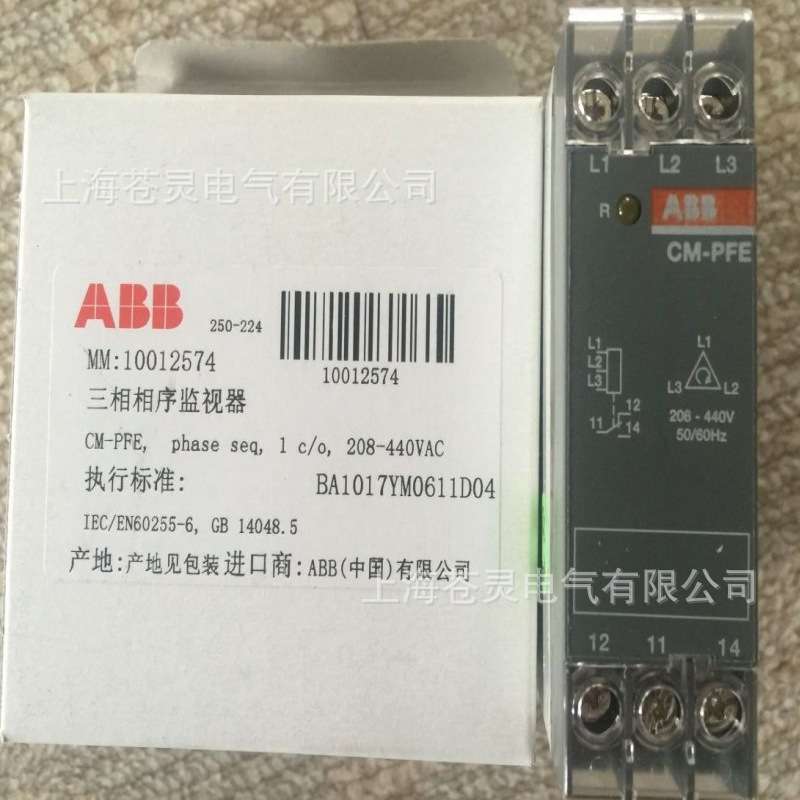 上海苍灵电气有限公司
ABB
250-224
MM:10012574
10012574
三相相序监视器
CM-PFE, phase seq, 1 c/o, 208-440VAC
执行标准: BA1017YM0611D04
IEC/EN60255-6, GB 14048.5
产地:产地见包装 进口商:ABB(中国)有限公司
上海苍灵电气有限公司
L1 L2 L3
R ABB
CM-PFE
L1
L2
L3
12
11
14
L1
L3 L2
206 - 440V
50/60Hz
12 11 14